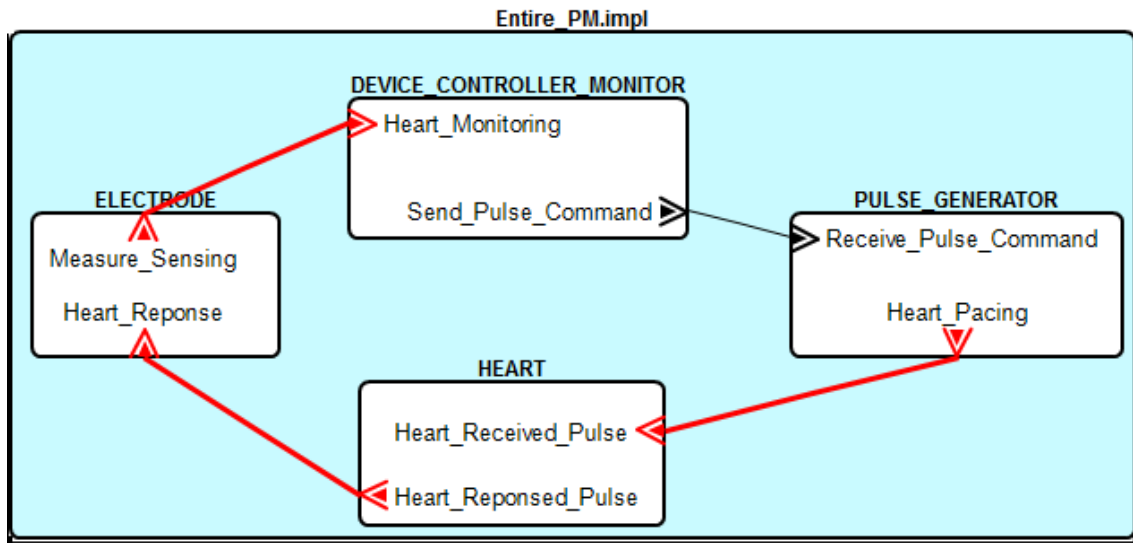 Entire_PM.impl
DEVICE_CONTROLLER_MONITOR
Heart_Monitoring
Send_Pulse_Command
ELECTRODE
Measure_Sensing
Heart_Reponse
PULSE_GENERATOR
Receive_Pulse_Command
Heart_Pacing
HEART
Heart_Received_Pulse
Heart_Reponsed_Pulse